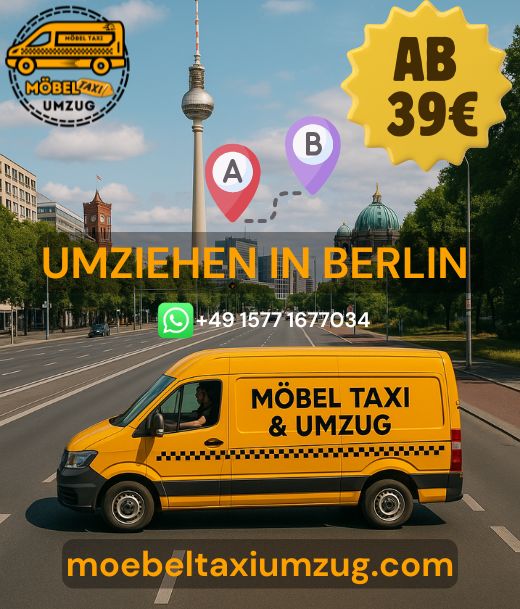 MÖBEL TAXI
MÖBEL TAXI
UMZUG
AB
39€
A
B
UMZIEHEN IN BERLIN
+49 1577 1677034
MÖBEL TAXI
& UMZUG
moebeltaxiumzug.com